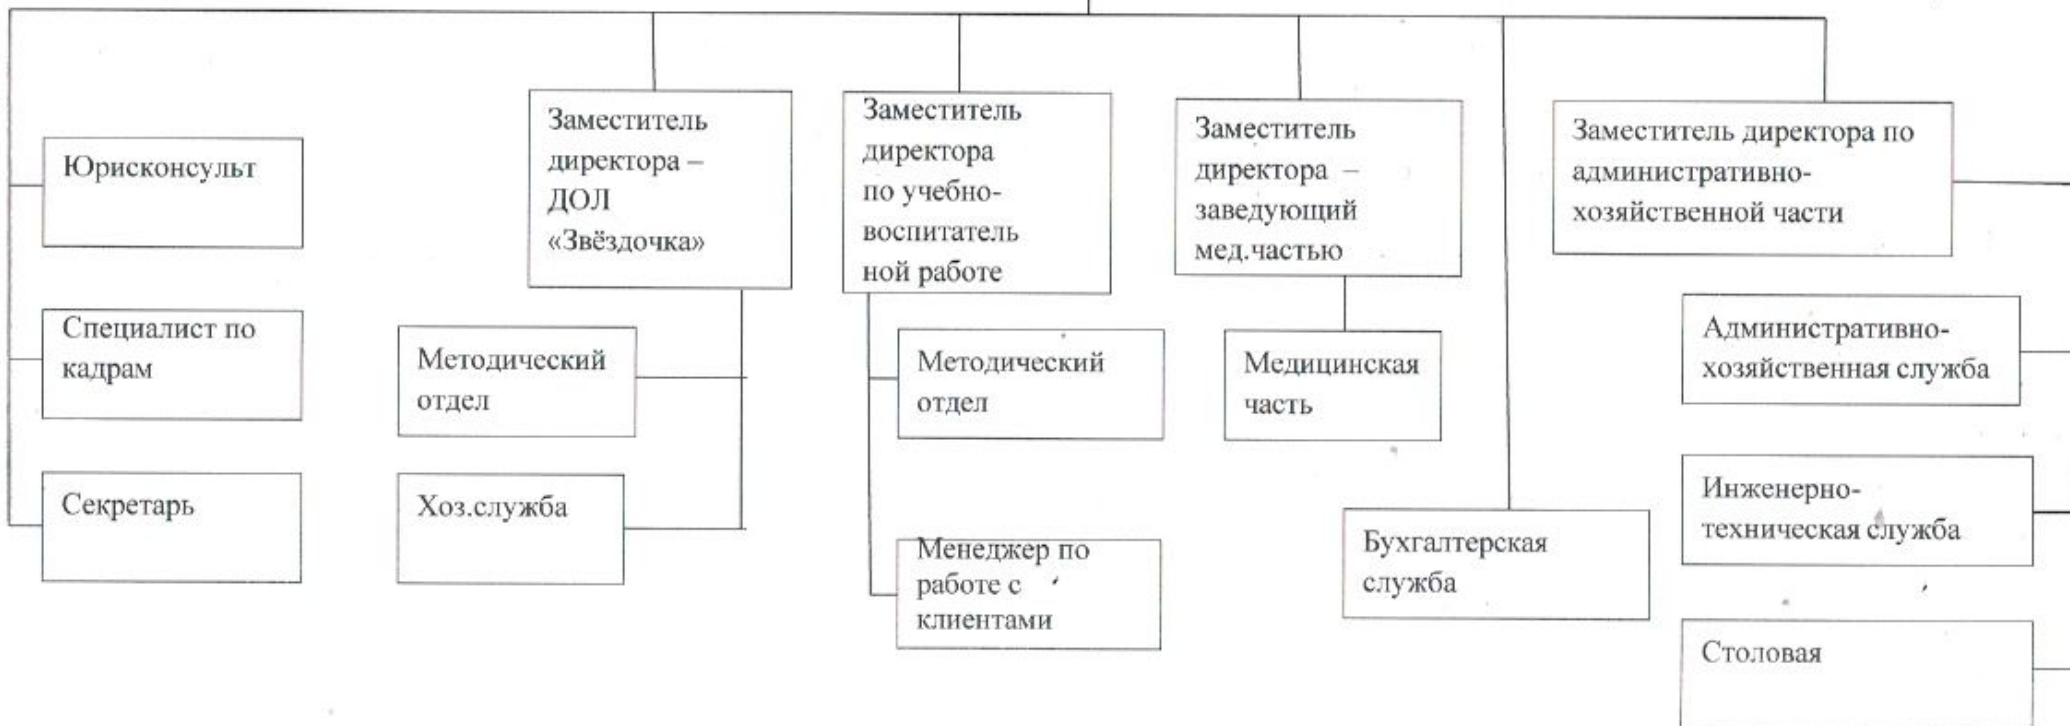 Юрисконсульт
Специалист по
кадрам
Секретарь
Заместитель
директора –
ДОЛ
«Звёздочка»
Методический
отдел
Хоз.служба
Заместитель
директора
по учебно-
воспитатель
ной работе
Методический
отдел
Менеджер по
работе с
клиентами
Заместитель
директора –
заведующий
мед.частью
Медицинская
часть
Бухгалтерская
служба
Заместитель директора по
административно-
хозяйственной части
Административно-
хозяйственная служба
Инженерно-
техническая служба
Столовая